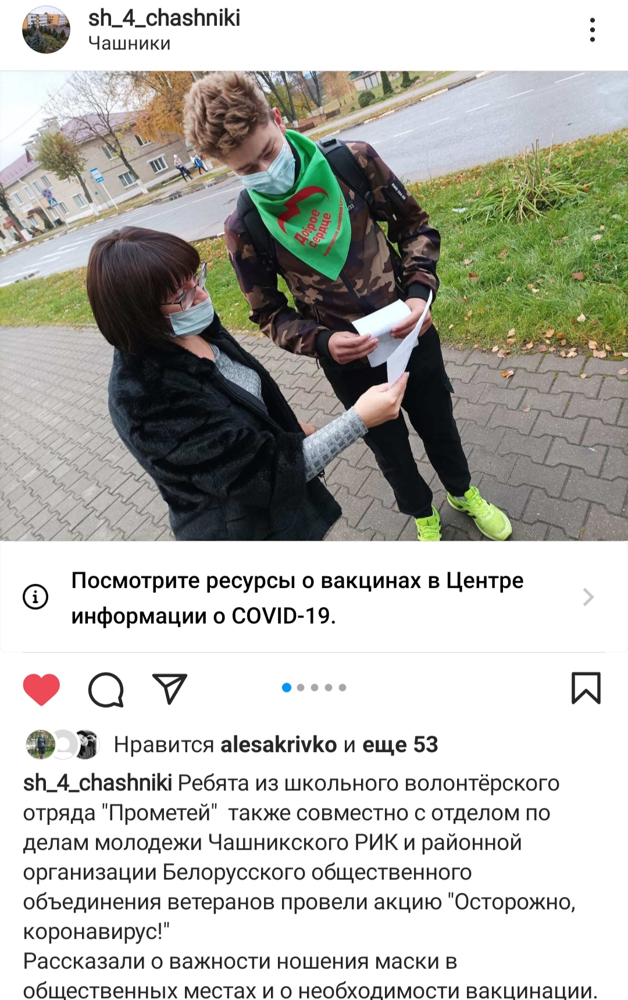 sh_4_chashniki
Чашники
Доброе
Сердце
Посмотрите ресурсы о вакцинах в Центре
информации о COVID-19.
Нравится alesakrivko и еще 53
sh_4_chashniki Ребята из школьного волонтёрского
отряда "Прометей" также совместно с отделом по
делам молодежи Чашникского РИК и районной
организации Белорусского общественного
объединения ветеранов провели акцию "Осторожно,
коронавирус!"
Рассказали о важности ношения маски в
общественных местах и о необходимости вакцинации.